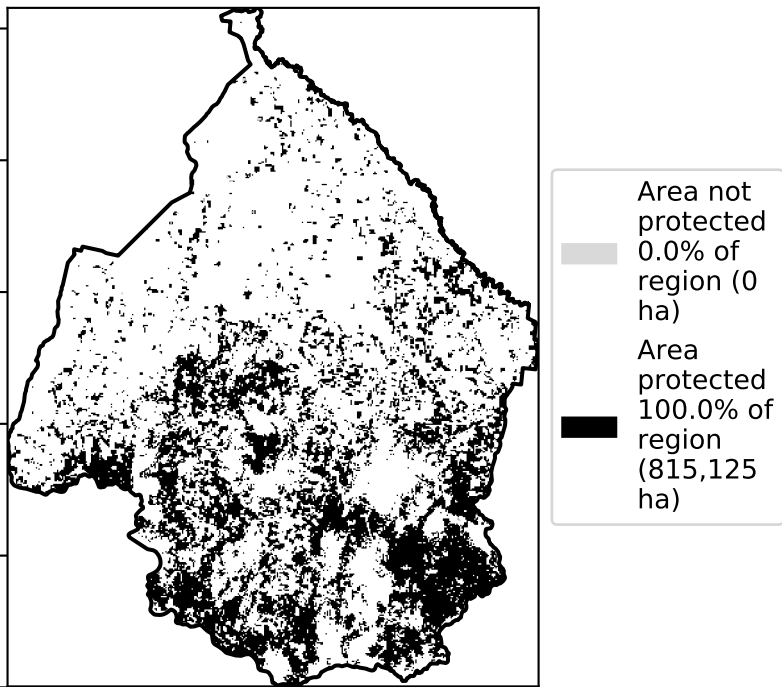 Area not
protected
0.0% of
region (0
ha)
Area
protected
100.0% of
region
(815,125
ha)